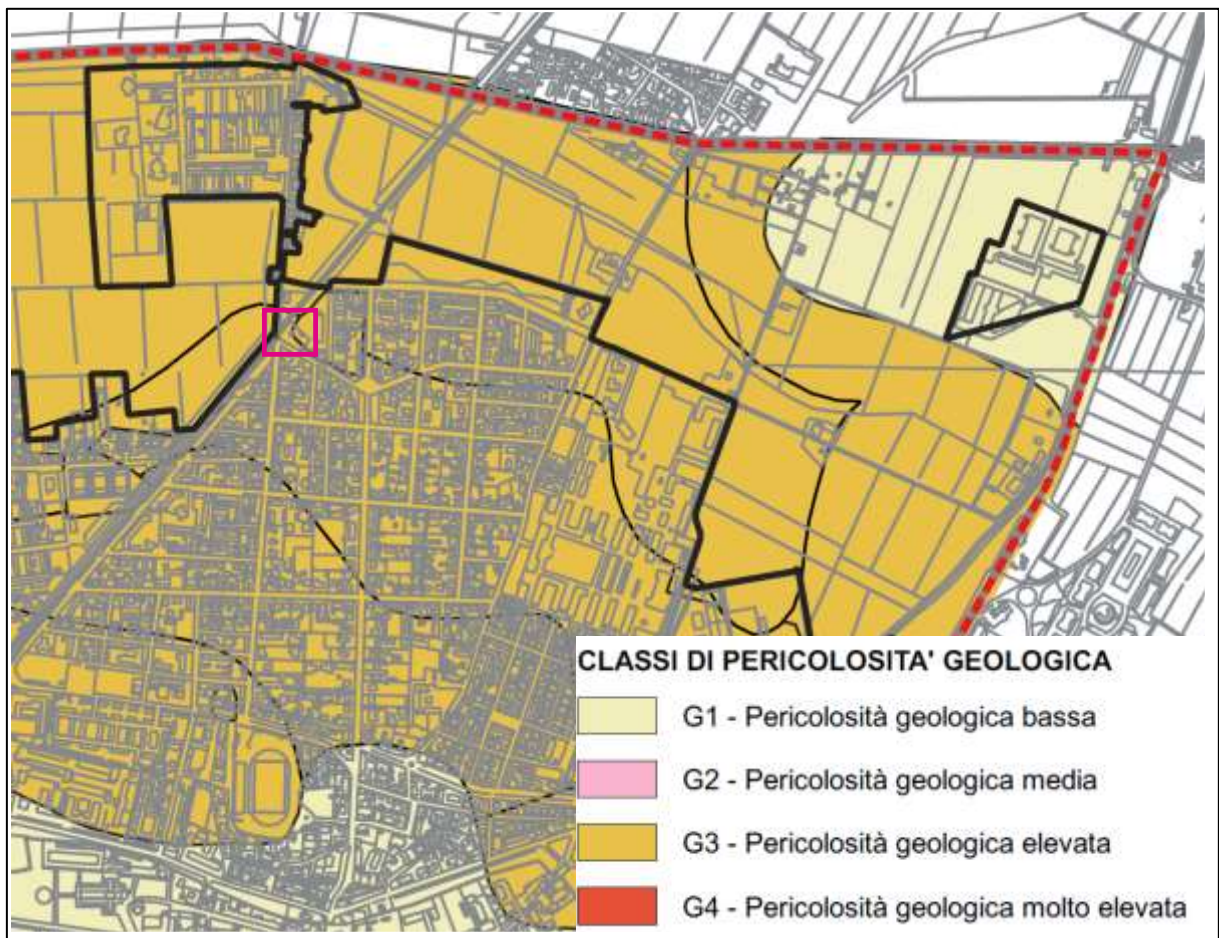 CLASSI DI PERICOLOSITA' GEOLOGICA
G1 - Pericolosità geologica bassa
G2 - Pericolosità geologica media
G3 - Pericolosità geologica elevata
G4 - Pericolosità geologica molto elevata